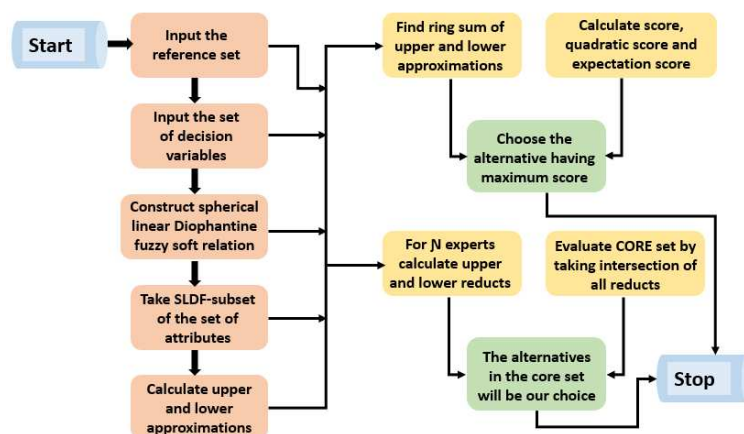 Start
Input the
reference set
Input the set
of decision
variables
Construct spherical
linear Diophantine
fuzzy soft relation
Take SLDF-subset
of the set of
attributes
Calculate upper
and lower
approximations
Find ring sum of
upper and lower
approximations
Calculate score,
quadratic score and
expectation score
Choose the
alternative having
maximum score
For Ɲ experts
calculate upper
and lower reducts
Evaluate CORE set by
taking intersection of
all reducts
The alternatives
in the core set
will be our choice
Stop